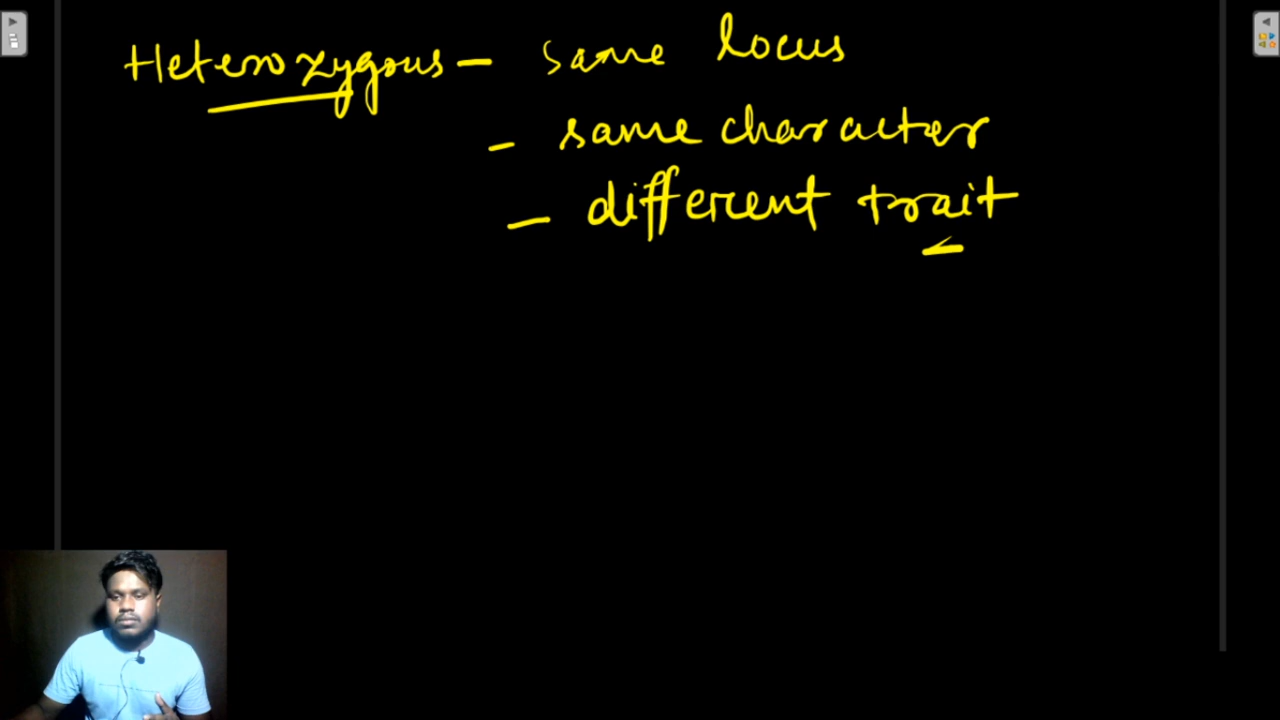 Heterozygous - same locus
- same character
- different trait